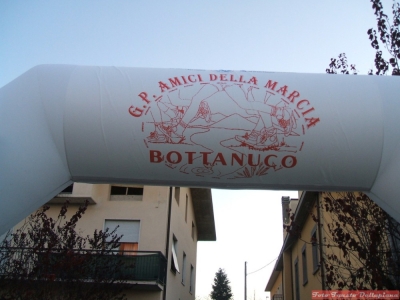 G.P. AMICI DELLA MARCIA
BOTTANUCO